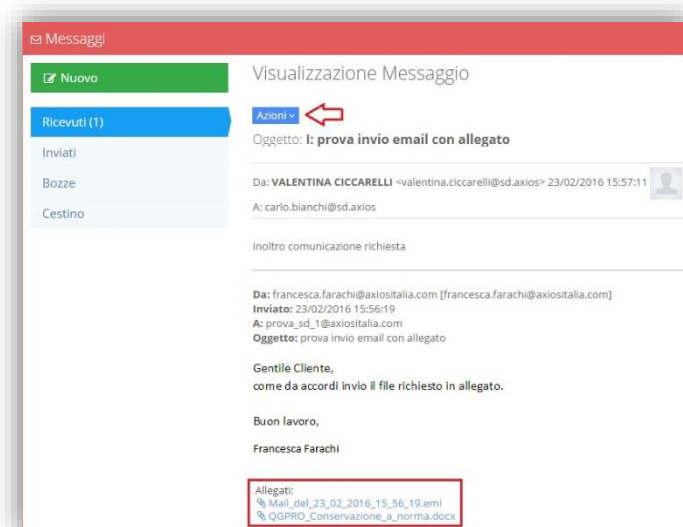 Messaggi
Nuovo
Ricevuti (1)
Inviati
Bozze
Cestino
Visualizzazione Messaggio
Azioni
Oggetto: I: prova invio email con allegato
Da: VALENTINA CICCARELLI <valentina.ciccarelli@sd.axios> 23/02/2016 15:57:11
A: carlo.bianchi@sd.axios
Inoltro comunicazione richiesta
Da: francesca.farachi@axiositalia.com [francesca.farachi@axiositalia.com]
Inviato: 23/02/2016 15:56:19
A: prova_sd_1@axiositalia.com
Oggetto: prova invio email con allegato
Gentile Cliente,
come da accordi invio il file richiesto in allegato.
Buon lavoro,
Francesca Farachi
Allegati:
Mail_del_23_02_2016_15_56_19.eml
QGPRO_Conservazione_a_norma.docx